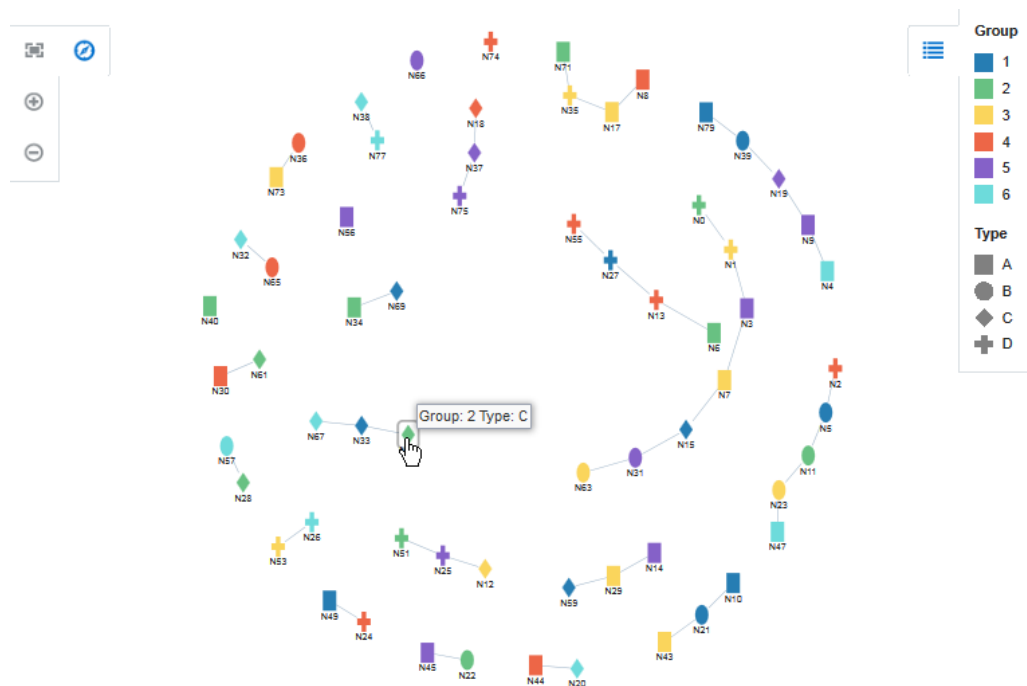 N74
N66
N71
N8
N35
N17
N38
N18
N79
N77
N36
N39
N37
N73
N19
N75
N56
N0
N55
N9
N32
N1
N27
N65
N4
N69
N13
N34
N3
N40
N6
N61
N30
N2
N7
Group: 2 Type: C
N67
N33
N5
N15
N57
N11
N31
N63
N28
N23
N26
N47
N51
N53
N25
N14
N12
N29
N59
N10
N49
N24
N21
N43
N45
N22
N44
N20
Group
1
2
3
4
5
6
Type
A
B
C
D